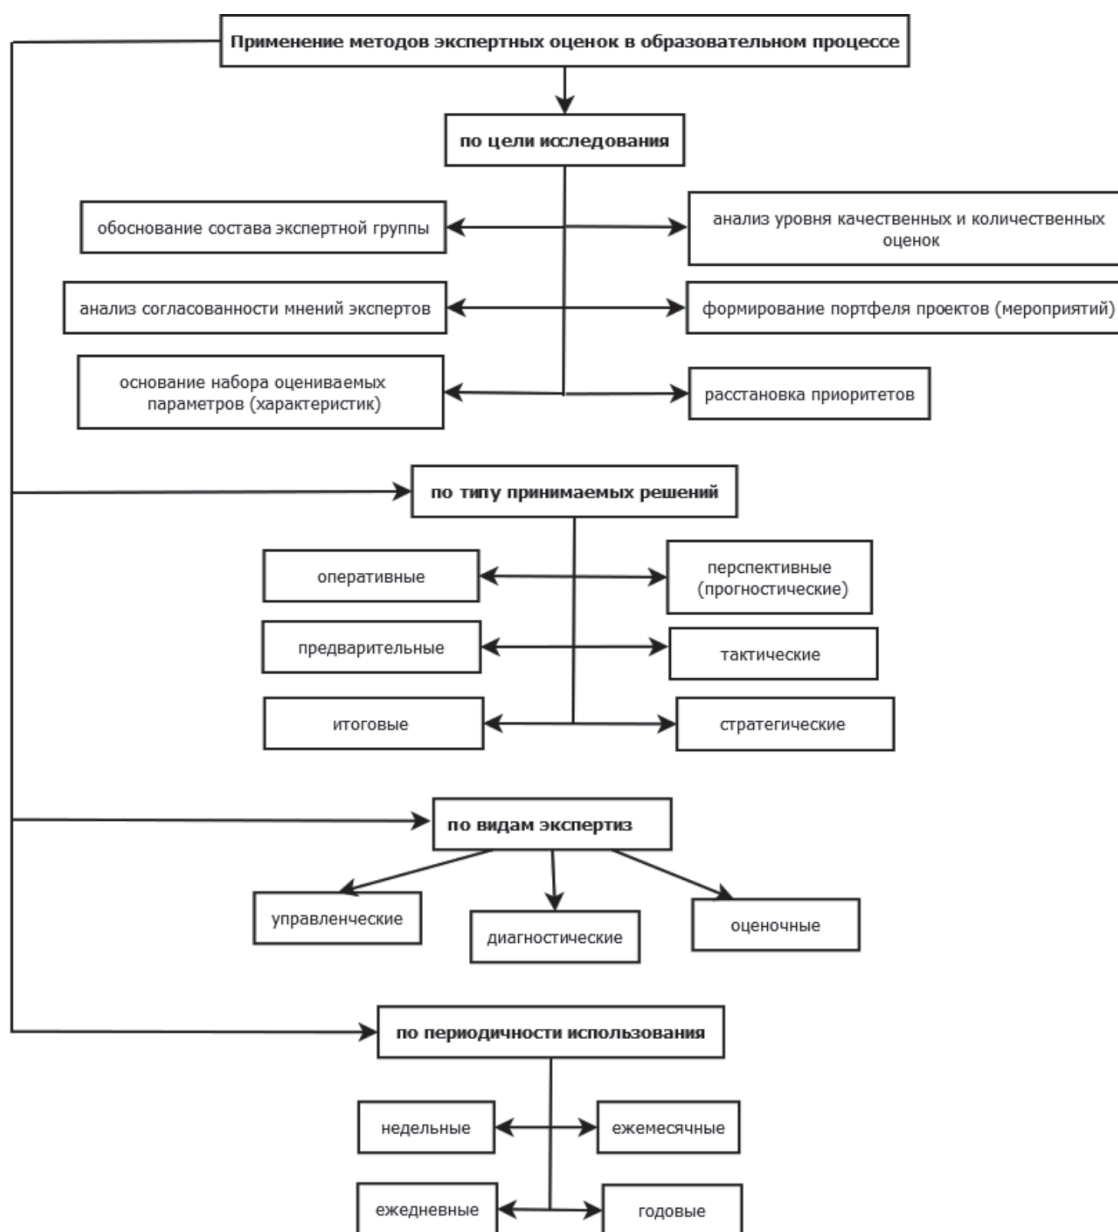 Применение методов экспертных оценок в образовательном процессе
по цели исследования
обоснование состава экспертной группы
анализ уровня качественных и количественных
оценок
анализ согласованности мнений экспертов
формирование портфеля проектов (мероприятий)
основание набора оцениваемых
параметров (характеристик)
расстановка приоритетов
по типу принимаемых решений
оперативные
перспективные
(прогностические)
предварительные
тактические
итоговые
стратегические
по видам экспертиз
управленческие
диагностические
оценочные
по периодичности использования
недельные
ежемесячные
ежедневные
годовые